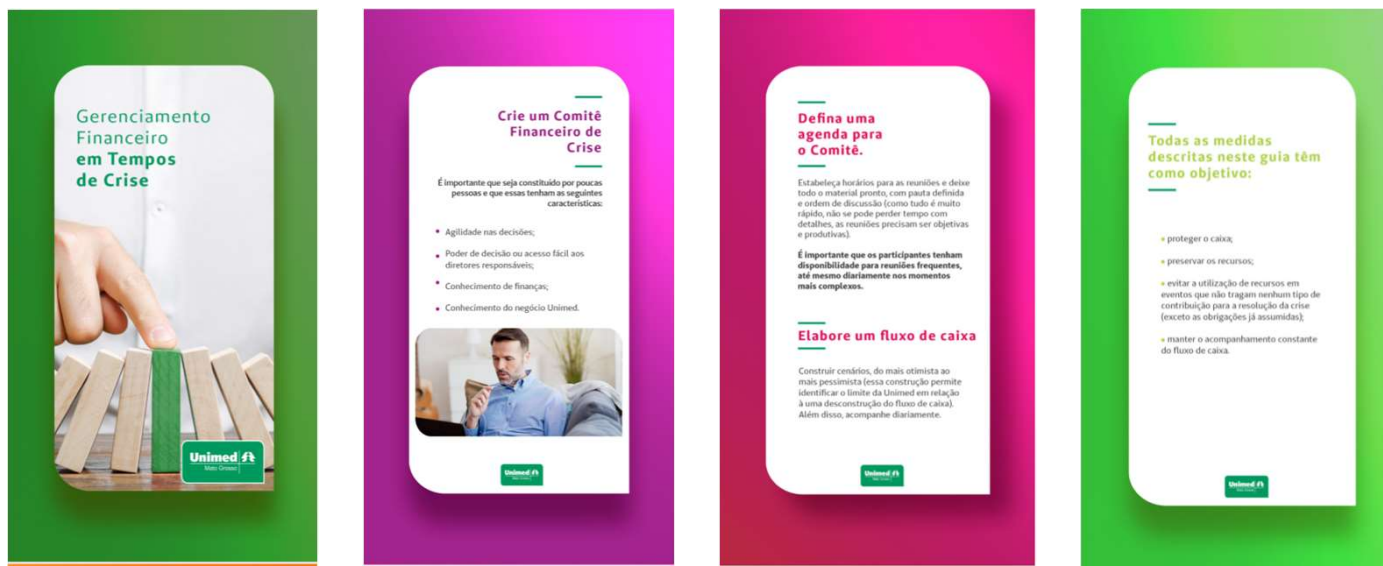 Gerenciamento
Financeiro
em Tempos
de Crise
Unimed
Mato Grosso
Crie um Comitê
Financeiro de
Crise
É importante que seja constituído por poucas
pessoas e que essas tenham as seguintes
características:
• Agilidade nas decisões;
• Poder de decisão ou acesso fácil aos
diretores responsáveis;
• Conhecimento de finanças;
• Conhecimento do negócio Unimed.
Unimed
Defina uma
agenda para
o Comitê.
Estabeleça horários para as reuniões e deixe
todo o material pronto, com pauta definida
e ordem de discussão (como tudo é muito
rápido, não se pode perder tempo com
detalhes, as reuniões precisam ser objetivas
e produtivas).
É importante que os participantes tenham
disponibilidade para reuniões frequentes,
até mesmo diariamente nos momentos
mais complexos.
Elabore um fluxo de caixa
Construir cenários, do mais otimista ao
mais pessimista (essa construção permite
identificar o limite da Unimed em relação
à uma desconstrução do fluxo de caixa).
Além disso, acompanhe diariamente.
Unimed
Todas as medidas
descritas neste guia têm
como objetivo:
• proteger o caixa;
• preservar os recursos;
• evitar a utilização de recursos em
eventos que não tragam nenhum tipo de
contribuição para a resolução da crise
(exceto as obrigações já assumidas);
• manter o acompanhamento constante
do fluxo de caixa.
Unimed